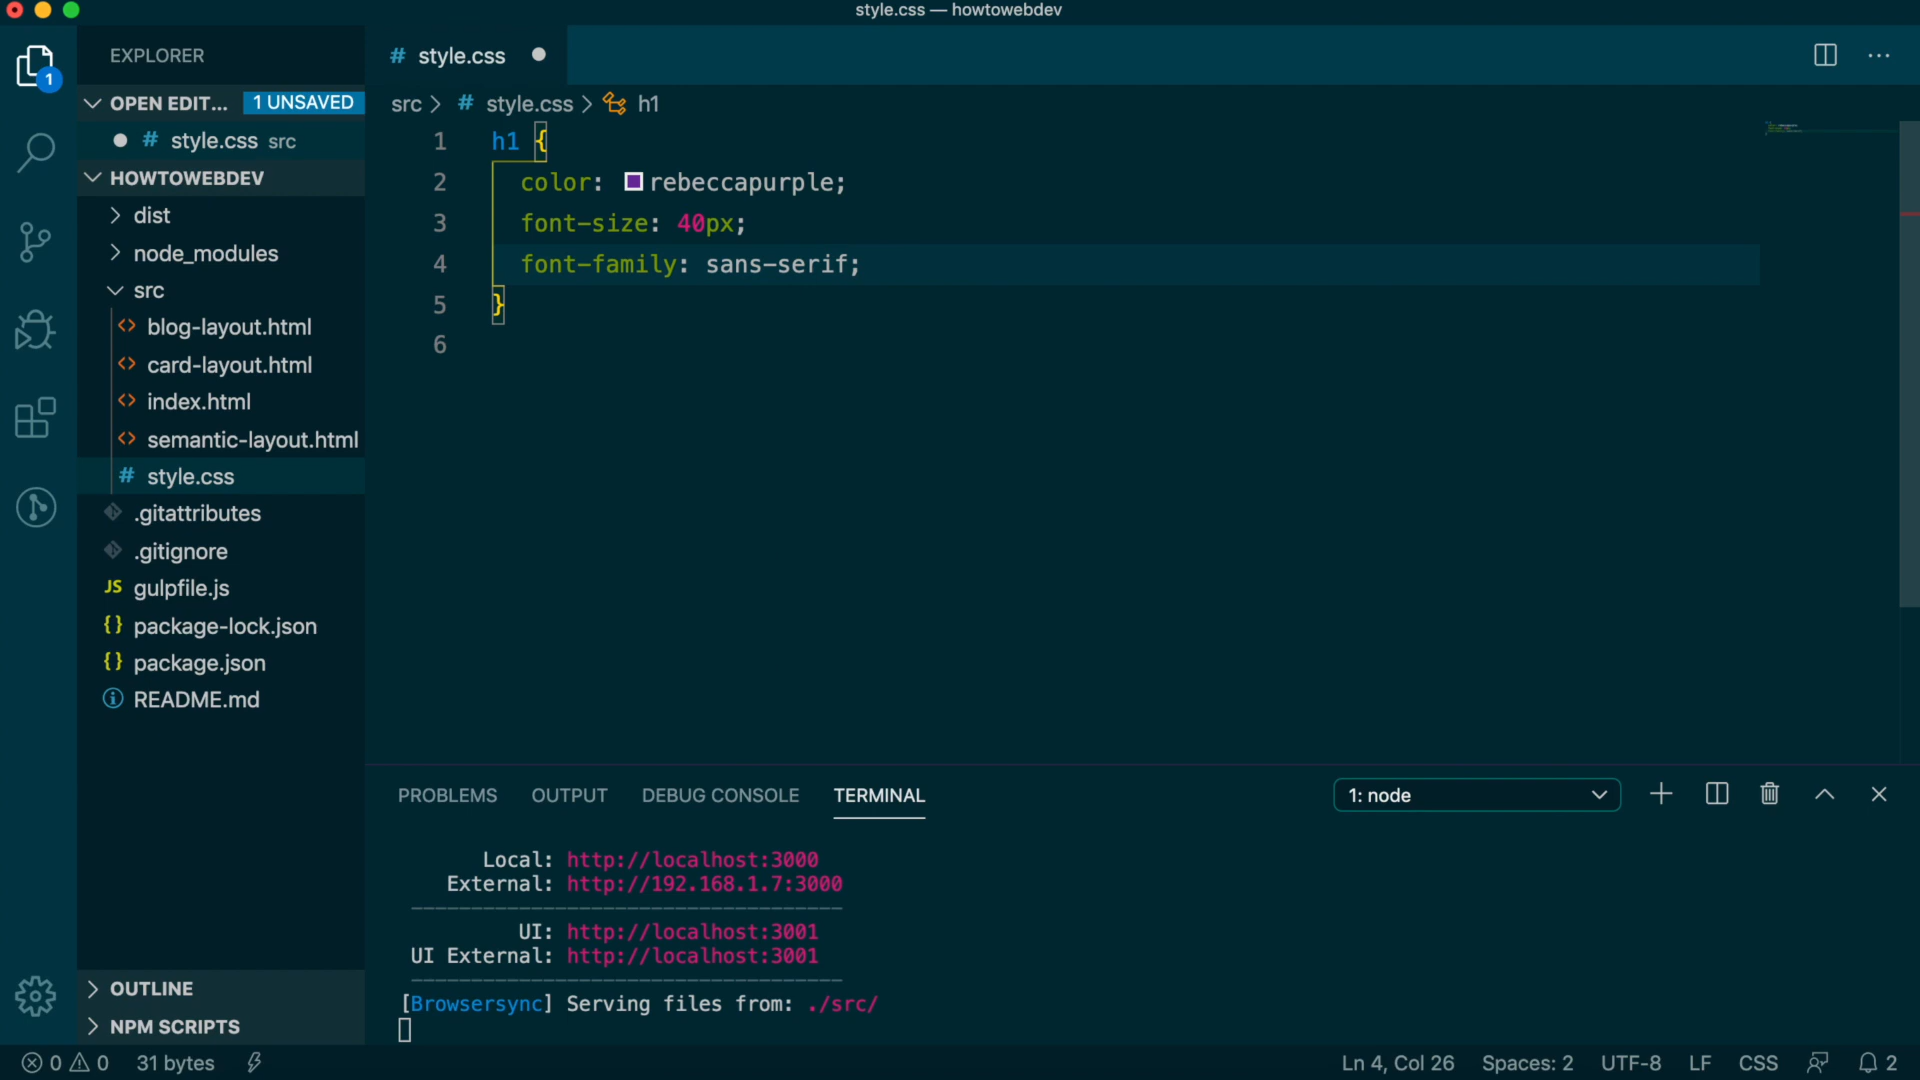 style.css — howtowebdev
1
EXPLORER
OPEN EDIT... 1 UNSAVED
# style.css src
HOWTOWEBDEV
dist
node_modules
src
<> blog-layout.html
<> card-layout.html
<> index.html
<> semantic-layout.html
# style.css
.gitattributes
.gitignore
JS gulpfile.js
{} package-lock.json
{} package.json
README.md
OUTLINE
NPM SCRIPTS
# style.css
src > # style.css > h1
1 h1 {
2 color: rebeccapurple;
3 font-size: 40px;
4 font-family: sans-serif;
5 }
6
PROBLEMS OUTPUT DEBUG CONSOLE TERMINAL 1: node
Local: http://localhost:3000
External: http://192.168.1.7:3000
-------------------------------------
UI: http://localhost:3001
UI External: http://localhost:3001
-------------------------------------
[Browsersync] Serving files from: ./src/
0 0 31 bytes Ln 4, Col 26 Spaces: 2 UTF-8 LF CSS 2